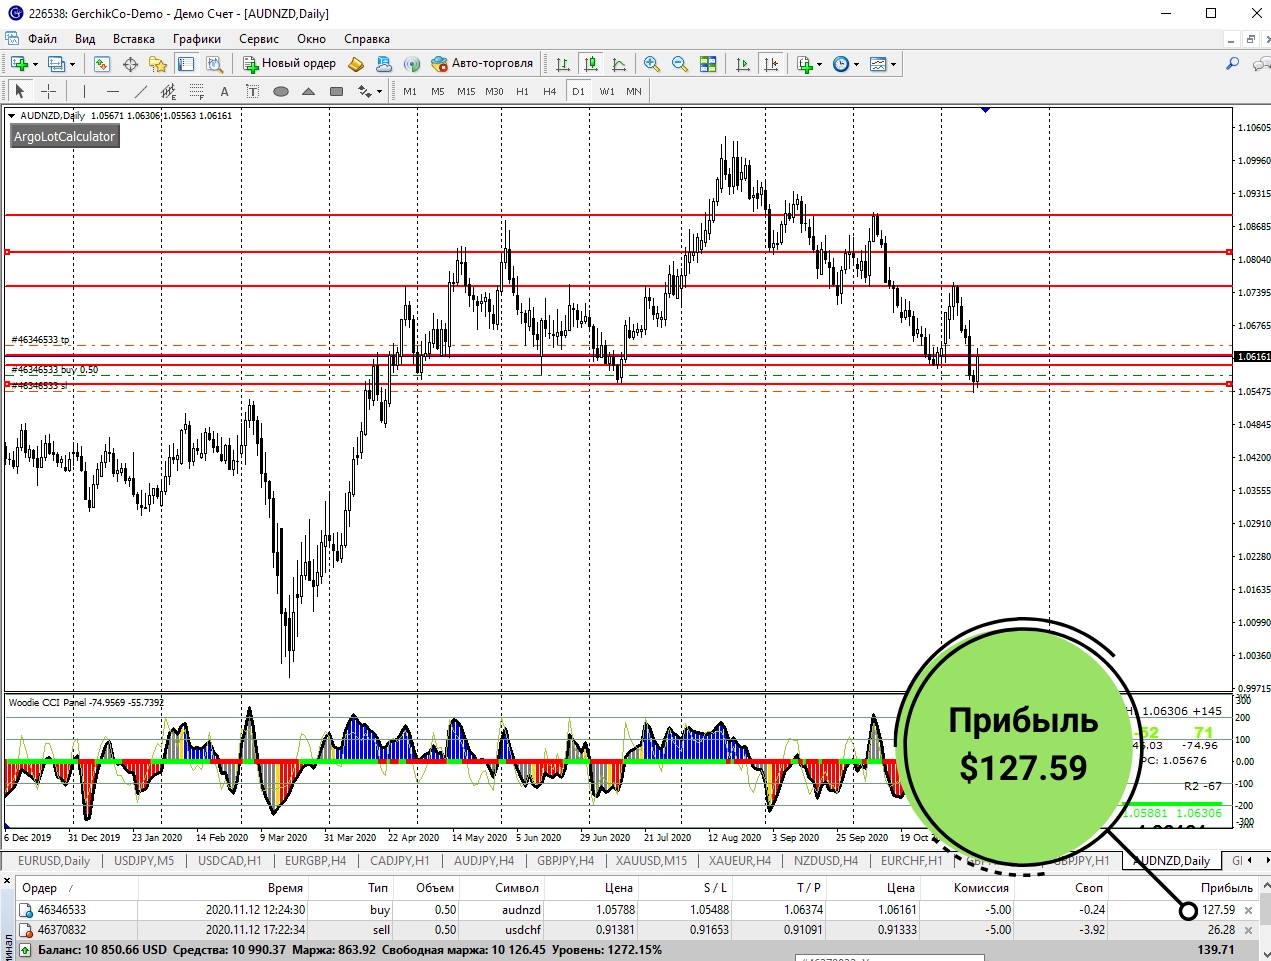 226538: GerchikCo-Demo - Демо Счет - [AUDNZD,Daily]
Файл Вид Вставка Графики Сервис Окно Справка
Новый ордер Авто-торговля
A T M1 M5 M15 M30 H1 H4 D1 W1 MN
AUDNZD,Daily 1.05671 1.06306 1.05563 1.06161
ArgoLotCalculator
1.10605
1.09960
1.09315
1.08685
1.08040
1.07395
1.06765
#46346533 tp
1.06161
#46346533 buy 0.50
#46346533 sl
1.05475
1.04845
1.04200
1.03555
1.02910
1.02280
1.01635
1.00990
1.00360
0.99715
Woodie CCI Panel -74.9569 -55.7392
300
200
100
0.00
-100
-200
-300
1.06306 +145
71
-74.96
PC: 1.05676
R2 -67
1.05881 1.06306
Прибыль
$127.59
6 Dec 2019 31 Dec 2019 23 Jan 2020 14 Feb 2020 9 Mar 2020 31 Mar 2020 22 Apr 2020 14 May 2020 5 Jun 2020 29 Jun 2020 21 Jul 2020 12 Aug 2020 3 Sep 2020 25 Sep 2020 19 Oct
EURUSD,Daily USDJPY,M5 USDCAD,H1 EURGBP,H4 CADJPY,H1 AUDJPY,H4 GBPJPY,H4 XAUUSD,M15 XAUEUR,H4 NZDUSD,H4 EURCHF,H1 GBPJPY,H1 AUDNZD,Daily
Ордер / Время Тип Объем Символ Цена S / L T / P Цена Комиссия Своп Прибыль
46346533 2020.11.12 12:24:30 buy 0.50 audnzd 1.05788 1.05488 1.06374 1.06161 -5.00 -0.24 127.59
46370832 2020.11.12 17:22:34 sell 0.50 usdchf 0.91381 0.91653 0.91091 0.91333 -5.00 -3.92 26.28
Баланс: 10 850.66 USD Средства: 10 990.37 Маржа: 863.92 Свободная маржа: 10 126.45 Уровень: 1272.15% 139.71